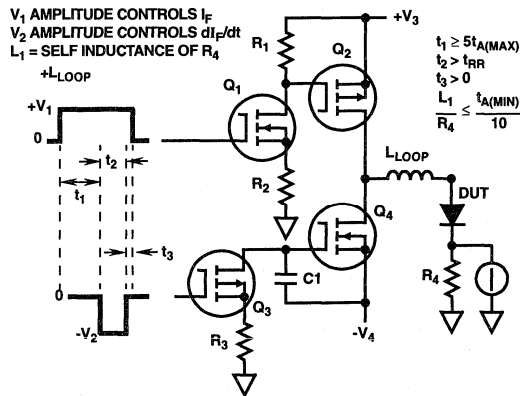 V1 AMPLITUDE CONTROLS IF
V2 AMPLITUDE CONTROLS dIF/dt
L1 = SELF INDUCTANCE OF R4
+LLOOP
+V1
0
t2
t1
t3
0
-V2
R1
Q1
R2
Q2
+V3
t1 ≥ 5tA(MAX)
t2 > tRR
t3 > 0
L1/R4 ≤ tA(MIN)/10
LLOOP
DUT
Q4
C1
R4
Q3
R3
-V4